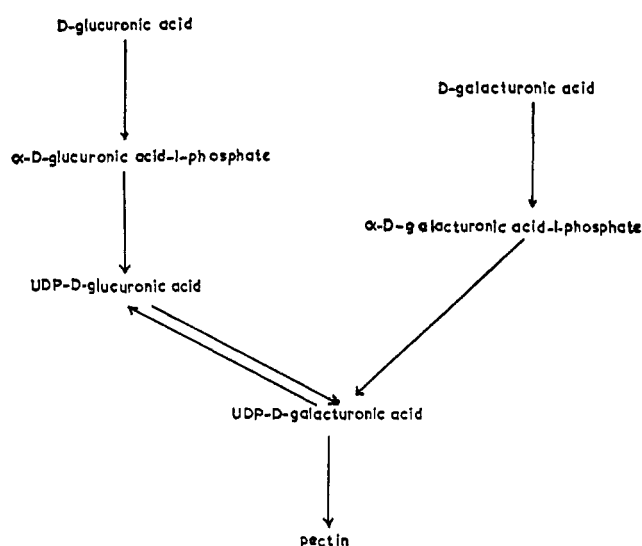 D-glucuronic acid
D-galacturonic acid
α-D-glucuronic acid-1-phosphate
α-D-galacturonic acid-1-phosphate
UDP-D-glucuronic acid
UDP-D-galacturonic acid
pectin